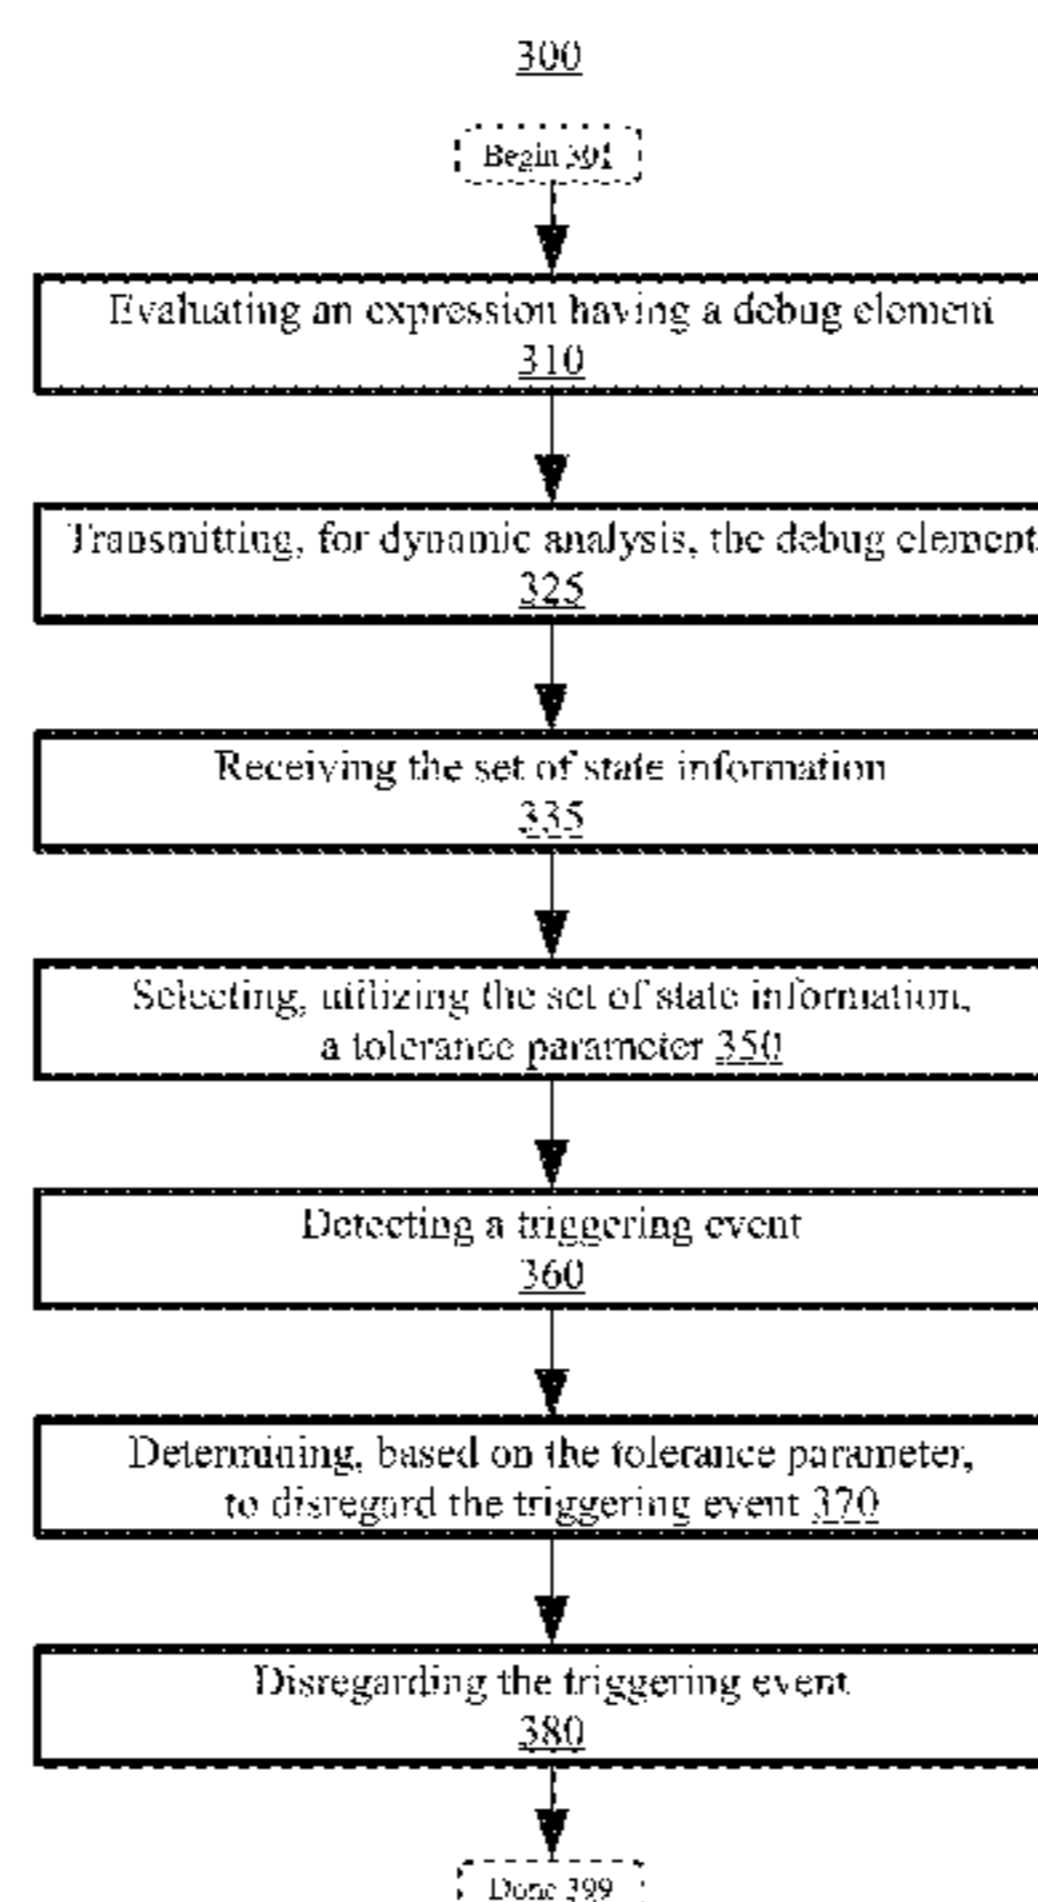 300
Begin 301
Evaluating an expression having a debug element
310
Transmitting, for dynamic analysis, the debug element
325
Receiving the set of state information
335
Selecting, utilizing the set of state information,
a tolerance parameter 350
Detecting a triggering event
360
Determining, based on the tolerance parameter,
to disregard the triggering event 370
Disregarding the triggering event
380
Done 399